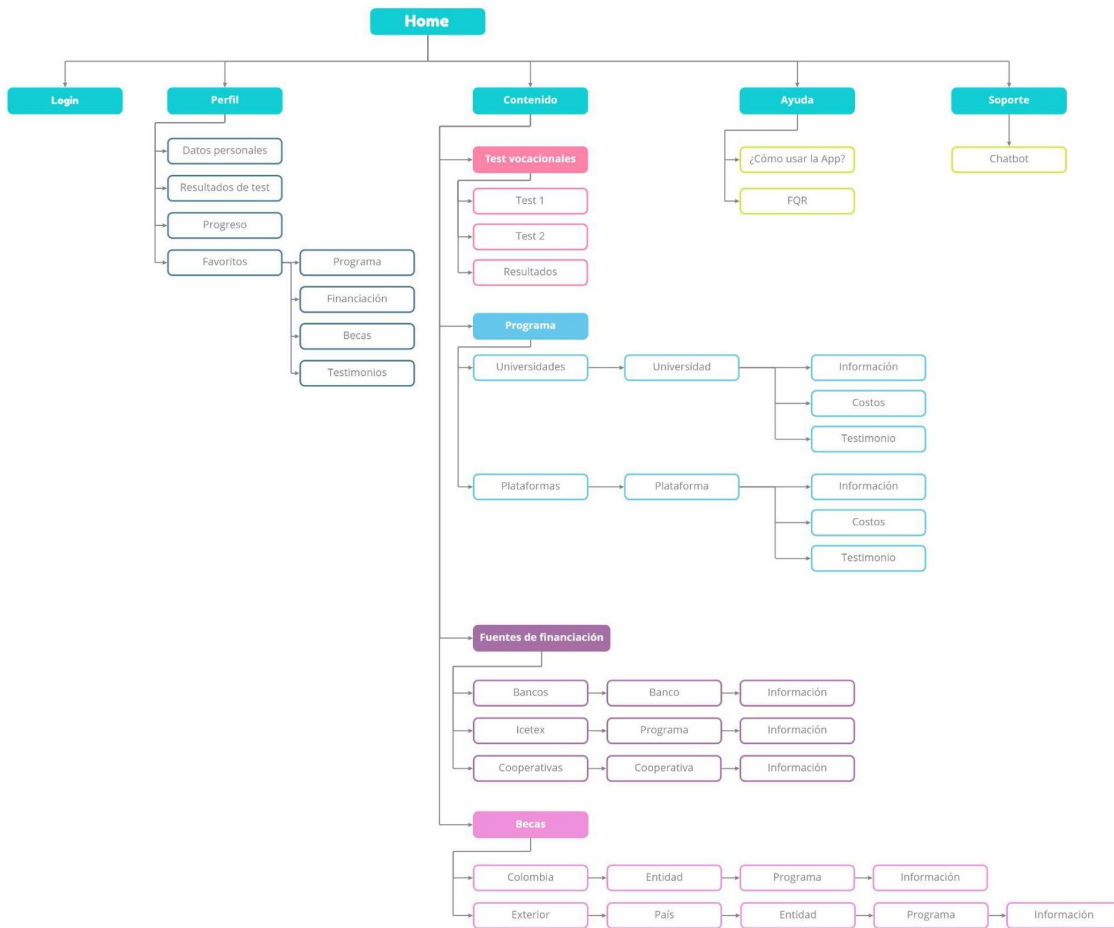 Home
Login
Perfil
Contenido
Ayuda
Soporte
Datos personales
Resultados de test
Progreso
Favoritos
Programa
Financiación
Becas
Testimonios
Test vocacionales
Test 1
Test 2
Resultados
¿Cómo usar la App?
FQR
Chatbot
Programa
Universidades
Universidad
Información
Costos
Testimonio
Plataformas
Plataforma
Información
Costos
Testimonio
Fuentes de financiación
Bancos
Banco
Información
Icetex
Programa
Información
Cooperativas
Cooperativa
Información
Becas
Colombia
Entidad
Programa
Información
Exterior
País
Entidad
Programa
Información